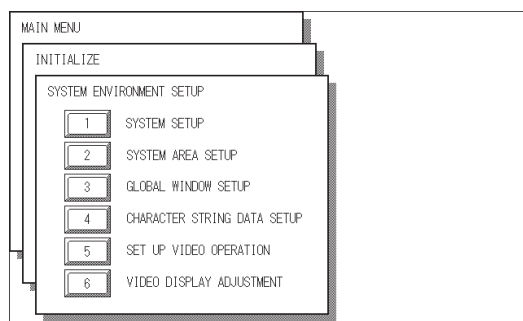 MAIN MENU
INITIALIZE
SYSTEM ENVIRONMENT SETUP
1 SYSTEM SETUP
2 SYSTEM AREA SETUP
3 GLOBAL WINDOW SETUP
4 CHARACTER STRING DATA SETUP
5 SET UP VIDEO OPERATION
6 VIDEO DISPLAY ADJUSTMENT